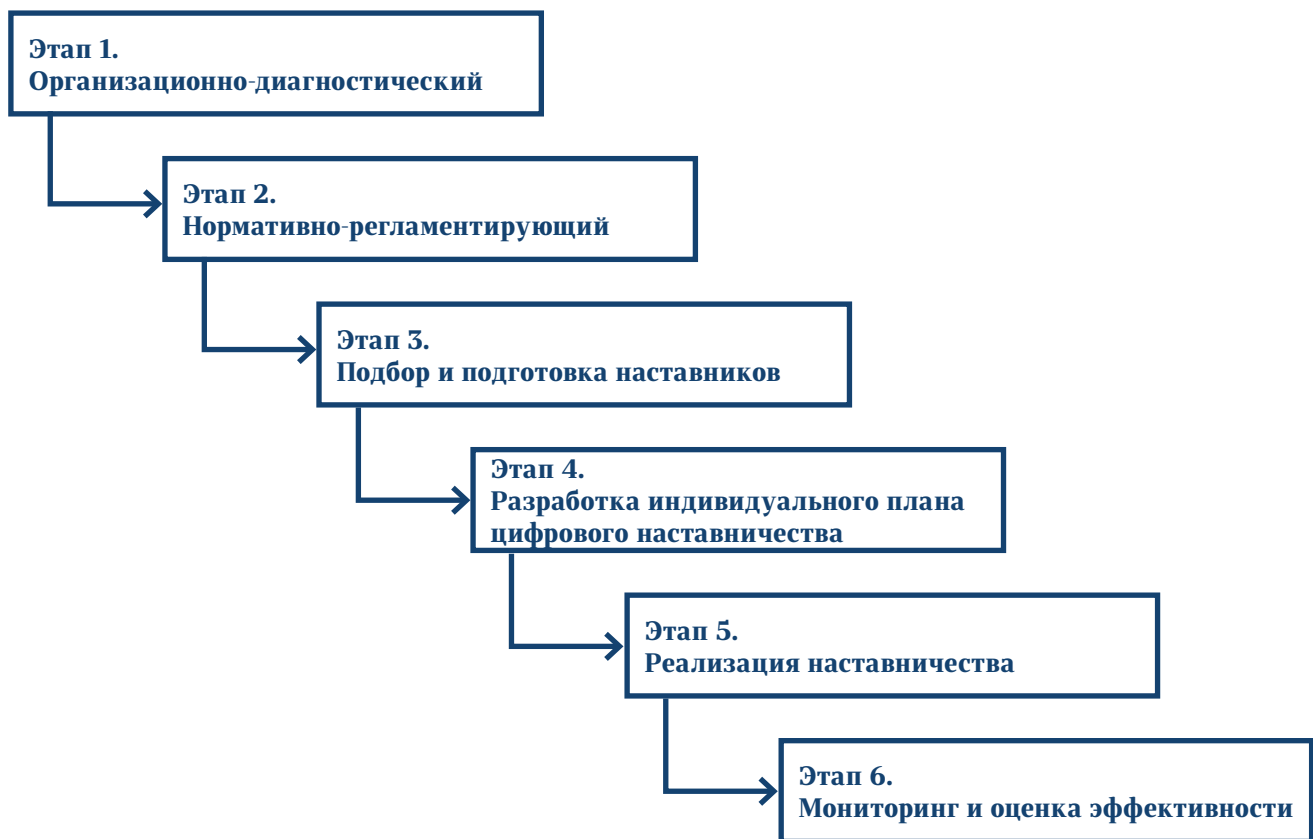 Этап 1.
Организационно-диагностический
Этап 2.
Нормативно-регламентирующий
Этап 3.
Подбор и подготовка наставников
Этап 4.
Разработка индивидуального плана
цифрового наставничества
Этап 5.
Реализация наставничества
Этап 6.
Мониторинг и оценка эффективности